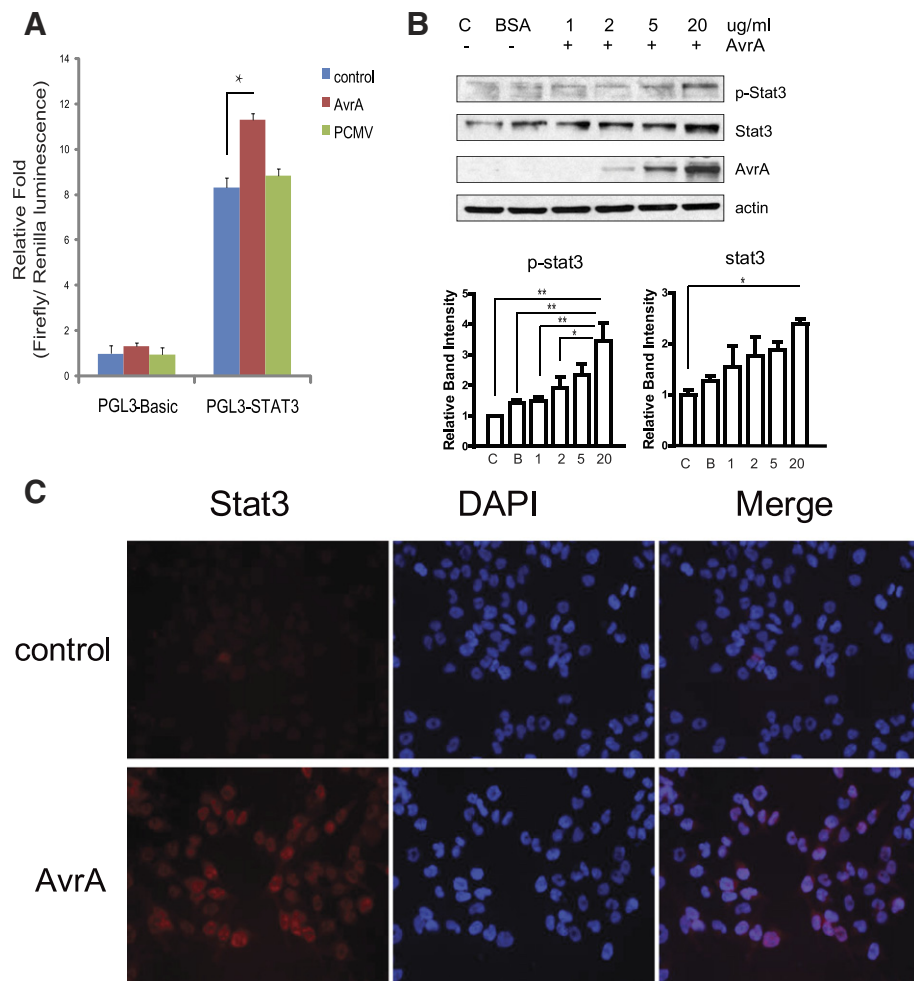 A
Relative Fold
(Firefly/ Renilla luminescence)
14
12
10
8
6
4
2
0
*
control
AvrA
PCMV
PGL3-Basic
PGL3-STAT3
B
C BSA 1 2 5 20 ug/ml
- - + + + + AvrA
p-Stat3
Stat3
AvrA
actin
p-stat3
Relative Band Intensity
5
4
3
2
1
0
**
**
**
*
C B 1 2 5 20
stat3
Relative Band Intensity
3
2
1
0
*
C B 1 2 5 20
C
Stat3 DAPI Merge
control
AvrA